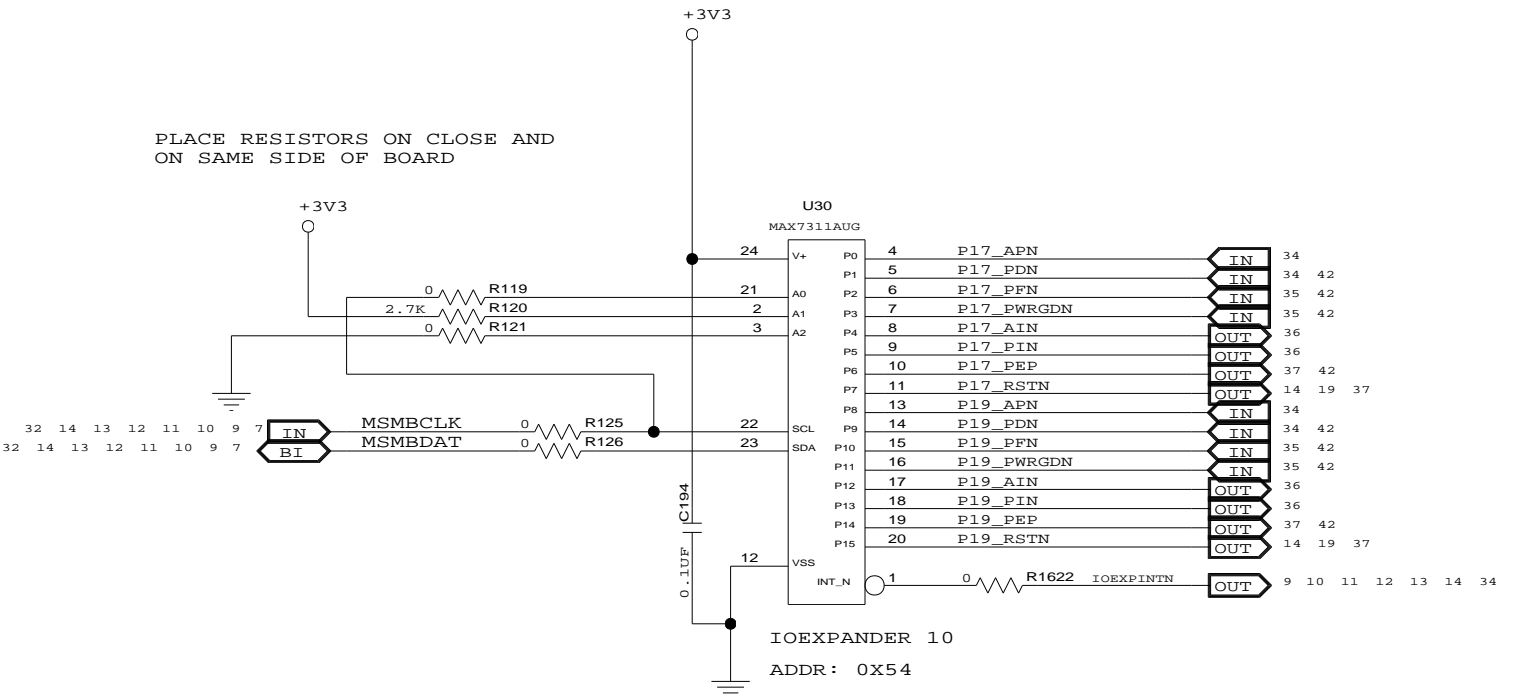 +3V3
PLACE RESISTORS ON CLOSE AND
ON SAME SIDE OF BOARD
+3V3
U30
MAX7311AUG
24 V+ P0 4 P17_APN IN 34
P1 5 P17_PDN IN 34 42
0 R119 21 A0 P2 6 P17_PFN IN 35 42
2.7K R120 2 A1 P3 7 P17_PWRGDN IN 35 42
0 R121 3 A2 P4 8 P17_AIN OUT 36
P5 9 P17_PIN OUT 36
P6 10 P17_PEP OUT 37 42
P7 11 P17_RSTN OUT 14 19 37
P8 13 P19_APN IN 34
32 14 13 12 11 10 9 7 IN MSMBCLK 0 R125 22 SCL P9 14 P19_PDN IN 34 42
32 14 13 12 11 10 9 7 BI MSMBDAT 0 R126 23 SDA P10 15 P19_PFN IN 35 42
P11 16 P19_PWRGDN IN 35 42
P12 17 P19_AIN OUT 36
P13 18 P19_PIN OUT 36
C194
0.1UF
P14 19 P19_PEP OUT 37 42
P15 20 P19_RSTN OUT 14 19 37
12 VSS
INT_N 1 0 R1622 IOEXPINTN OUT 9 10 11 12 13 14 34
IOEXPANDER 10
ADDR: 0X54